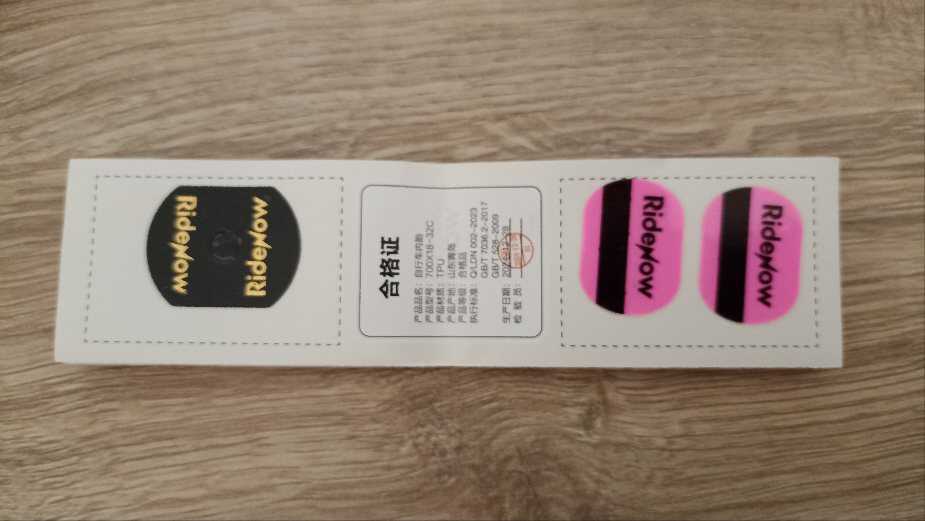 RideNow
RideNow
合格证
产品品名：自行车内胎
产品型号：700X18-32C
产品材质：TPU
产品产地：山东青岛
产品等级：合格品
执行标准：Q/LDN 002-2023
GB/T 7036.2-2017
GB/T 528-2009
生产日期：
检 验 员：
RideNow
RideNow